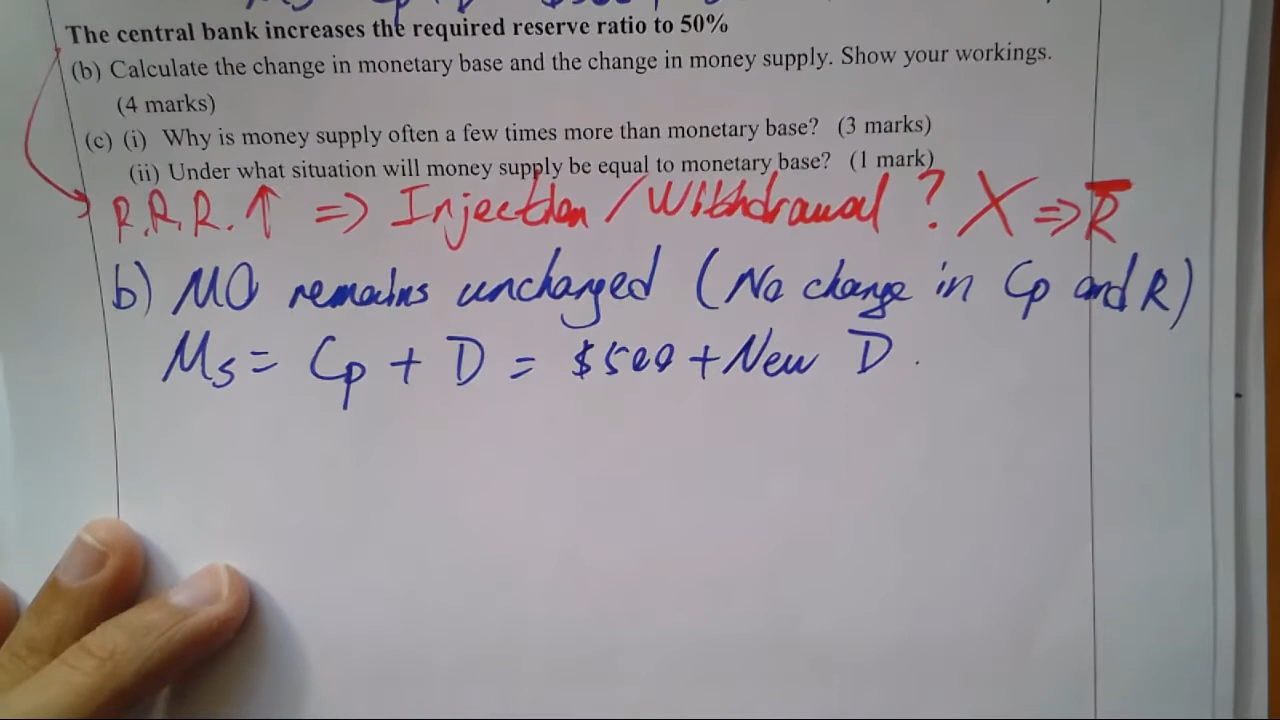 The central bank increases the required reserve ratio to 50%
(b) Calculate the change in monetary base and the change in money supply. Show your workings.
(4 marks)
(c) (i) Why is money supply often a few times more than monetary base? (3 marks)
(ii) Under what situation will money supply be equal to monetary base? (1 mark)
R.R.R. ↑ => Injection / Withdrawal ? X => R̅
b) M0 remains unchanged (No change in Cp and R)
Ms = Cp + D = $500 + New D.